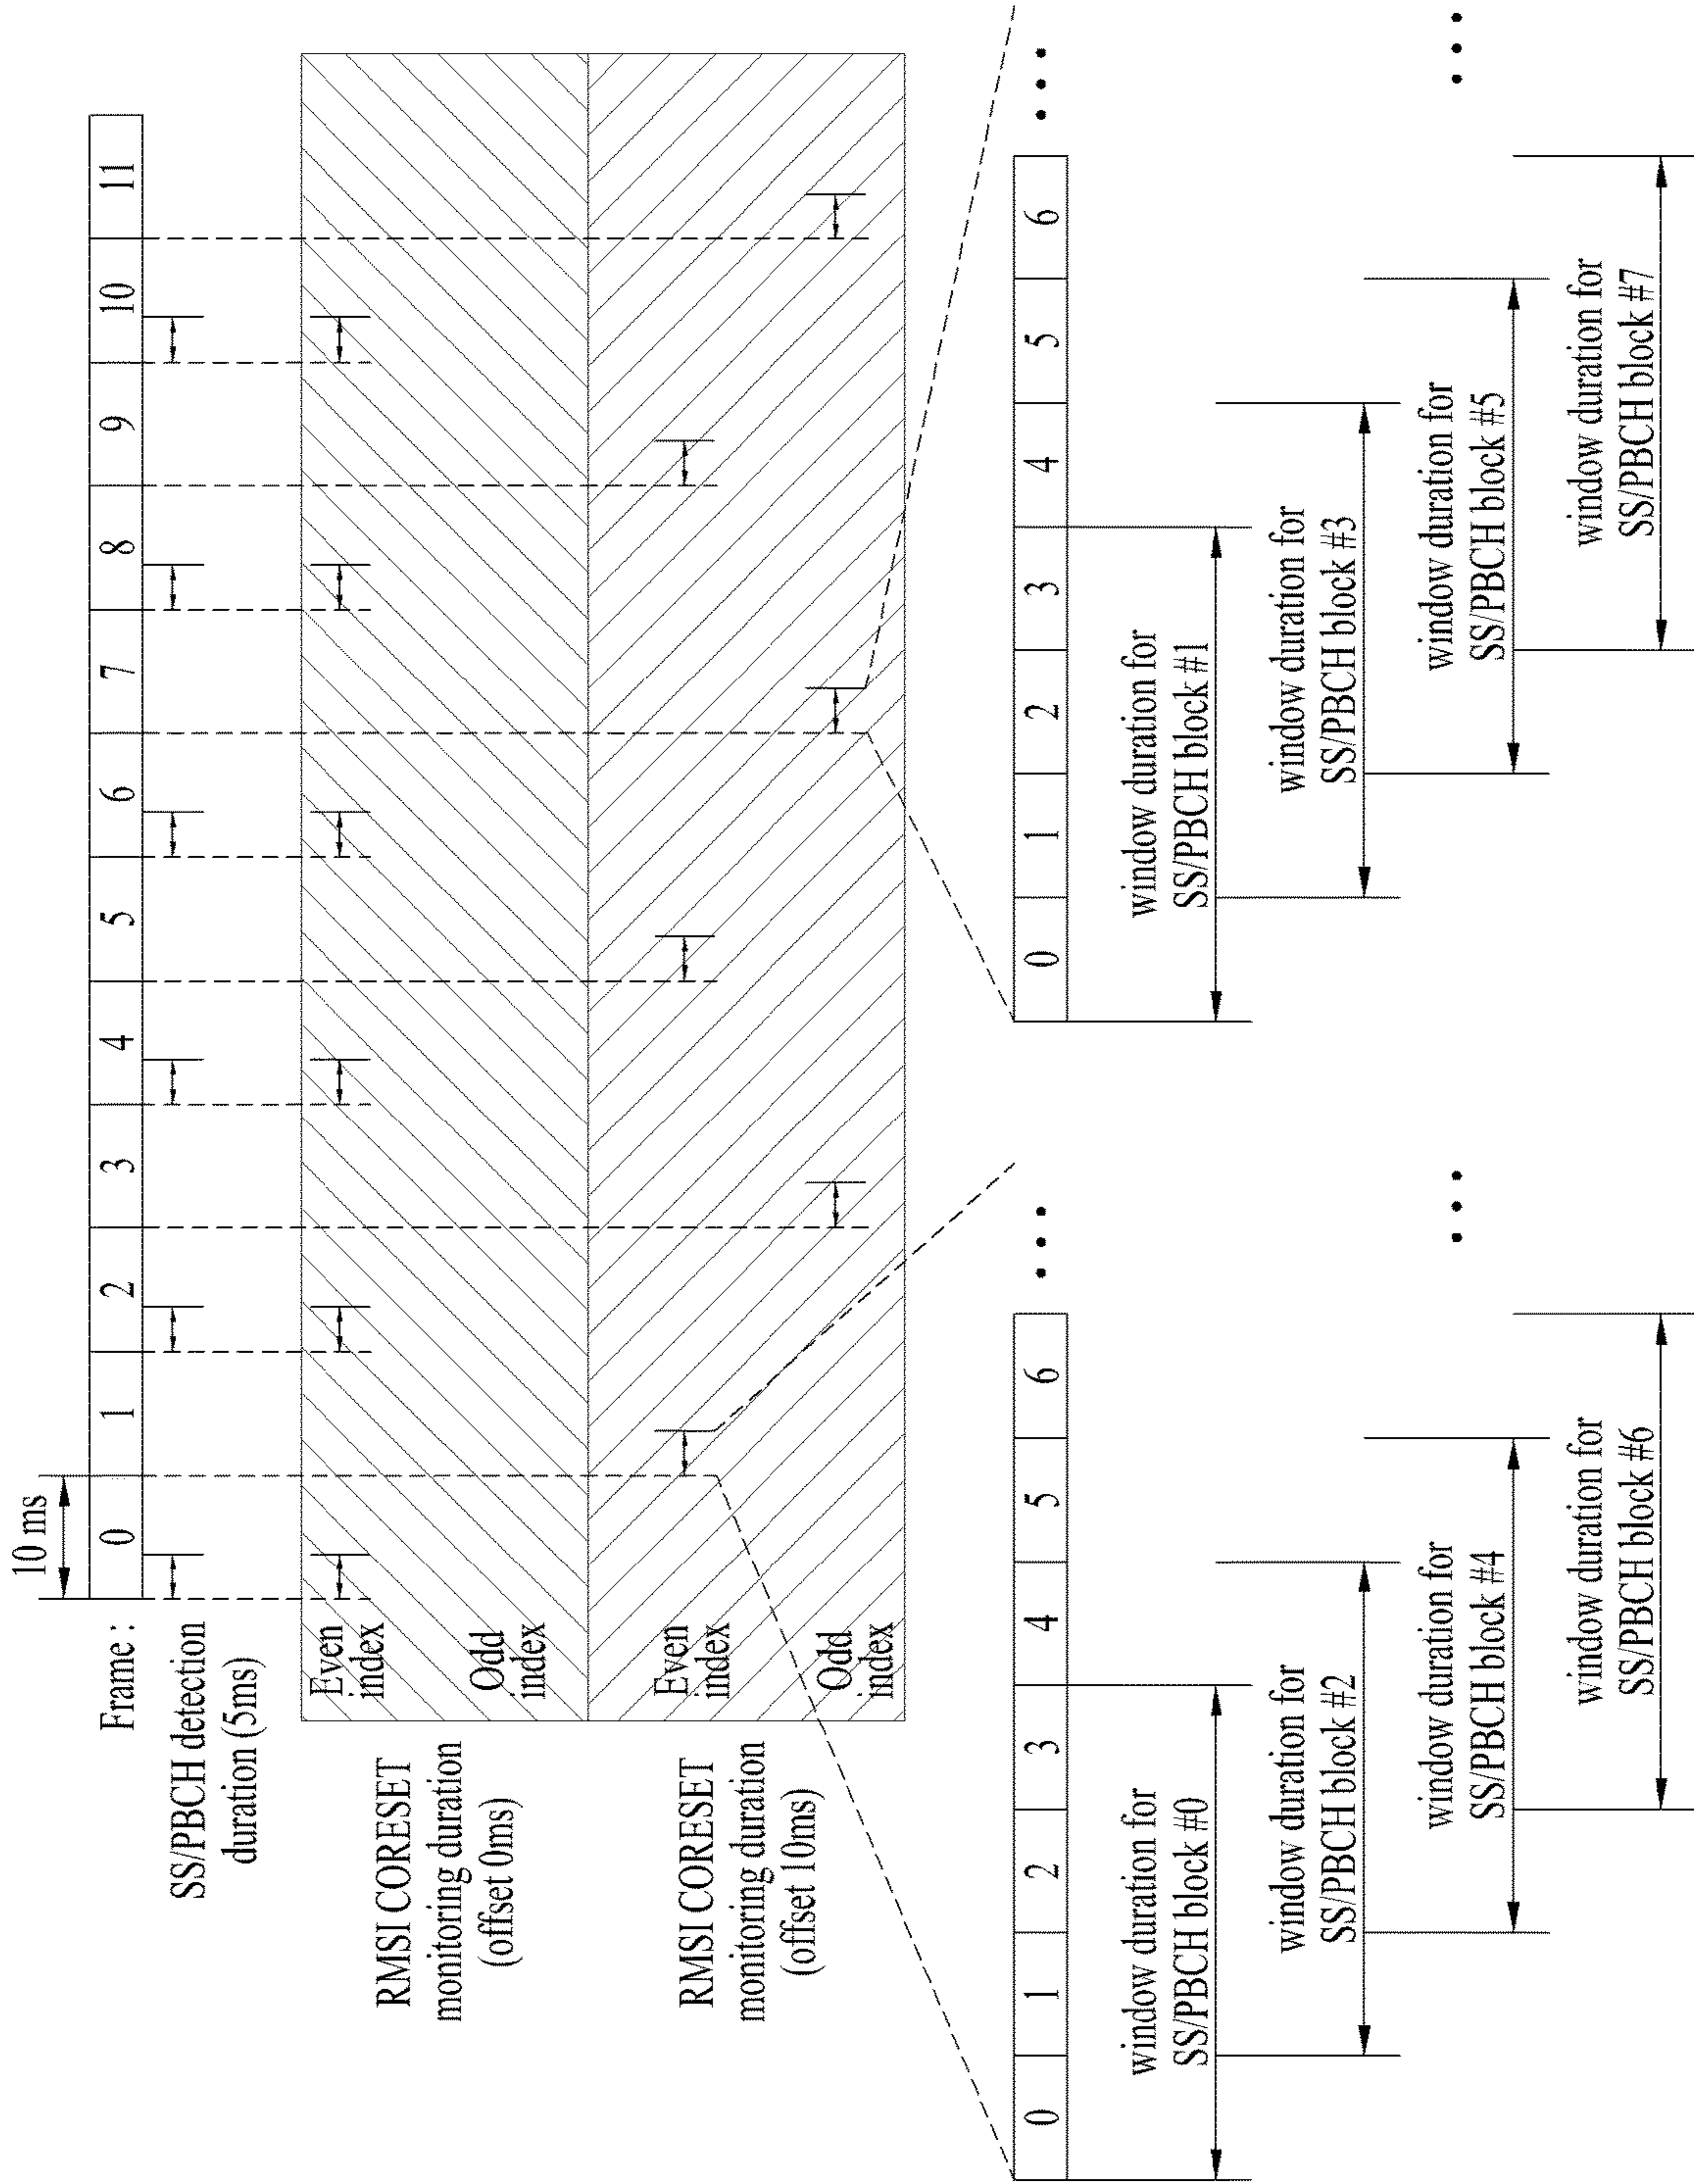 10 ms
Frame : 0 1 2 3 4 5 6 7 8 9 10 11
SS/PBCH detection
duration (5ms)
RMSI CORESET
monitoring duration
(offset 0ms)
Even
index
Odd
index
RMSI CORESET
monitoring duration
(offset 10ms)
Even
index
Odd
index
0 1 2 3 4 5 6 •••
window duration for
SS/PBCH block #0
window duration for
SS/PBCH block #2
window duration for
SS/PBCH block #4
•••
window duration for
SS/PBCH block #6
0 1 2 3 4 5 6 •••
window duration for
SS/PBCH block #1
window duration for
SS/PBCH block #3
window duration for
SS/PBCH block #5
•••
window duration for
SS/PBCH block #7